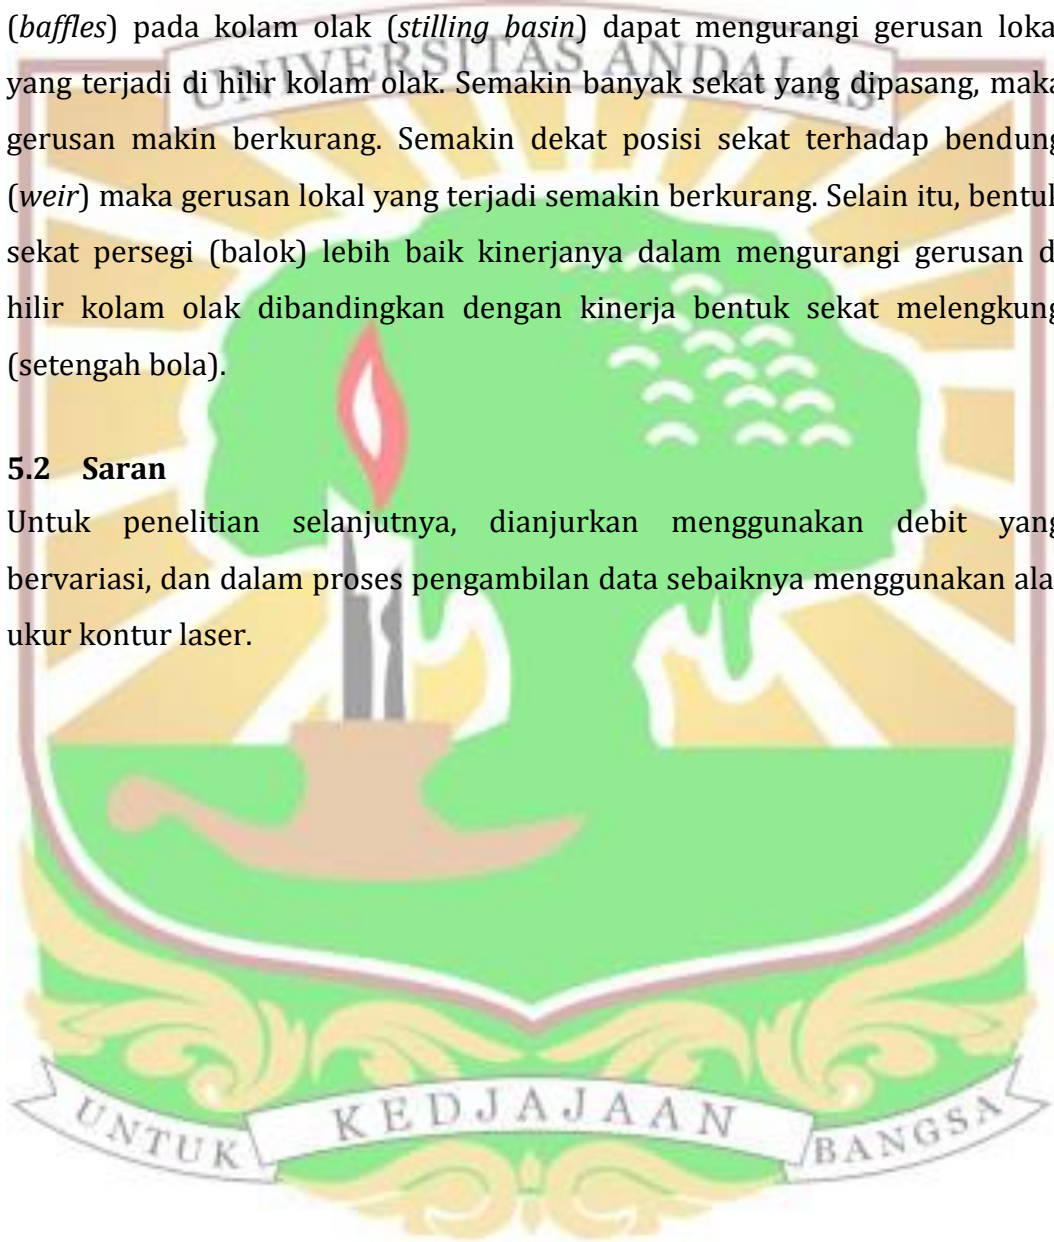 (baffles) pada kolam olak (stilling basin) dapat mengurangi gerusan loka
UNIVERSITAS ANDALAS
yang terjadi di hilir kolam olak. Semakin banyak sekat yang dipasang, maka
gerusan makin berkurang. Semakin dekat posisi sekat terhadap bendung
(weir) maka gerusan lokal yang terjadi semakin berkurang. Selain itu, bentuk
sekat persegi (balok) lebih baik kinerjanya dalam mengurangi gerusan d
hilir kolam olak dibandingkan dengan kinerja bentuk sekat melengkung
(setengah bola).
5.2 Saran
Untuk penelitian selanjutnya, dianjurkan menggunakan debit yang
bervariasi, dan dalam proses pengambilan data sebaiknya menggunakan ala
ukur kontur laser.
UNTUK KEDJAJAAN BANGSA